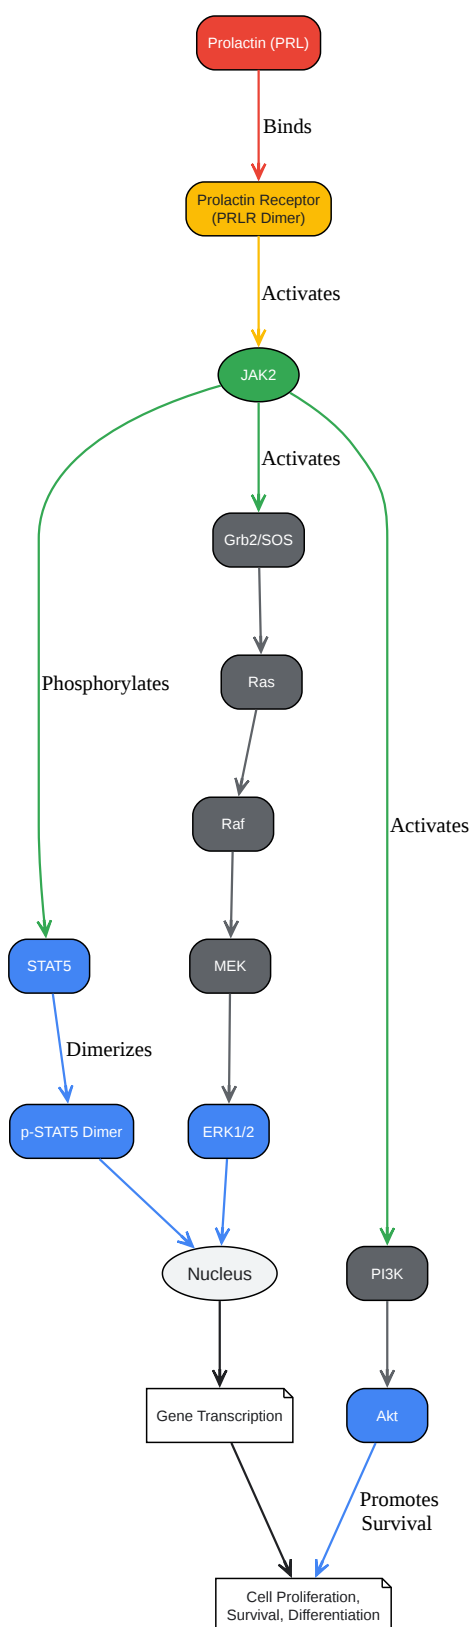 Prolactin (PRL)
Binds
Prolactin Receptor
(PRLR Dimer)
Activates
JAK2
Activates
Grb2/SOS
Phosphorylates
Ras
Raf
Activates
STAT5
MEK
Dimerizes
p-STAT5 Dimer
ERK1/2
Nucleus
PI3K
Gene Transcription
Akt
Promotes
Survival
Cell Proliferation,
Survival, Differentiation